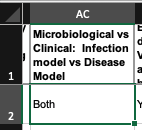 AC
Microbiological vs
Clinical:  Infection
model vs Disease
Model
1
Both
2